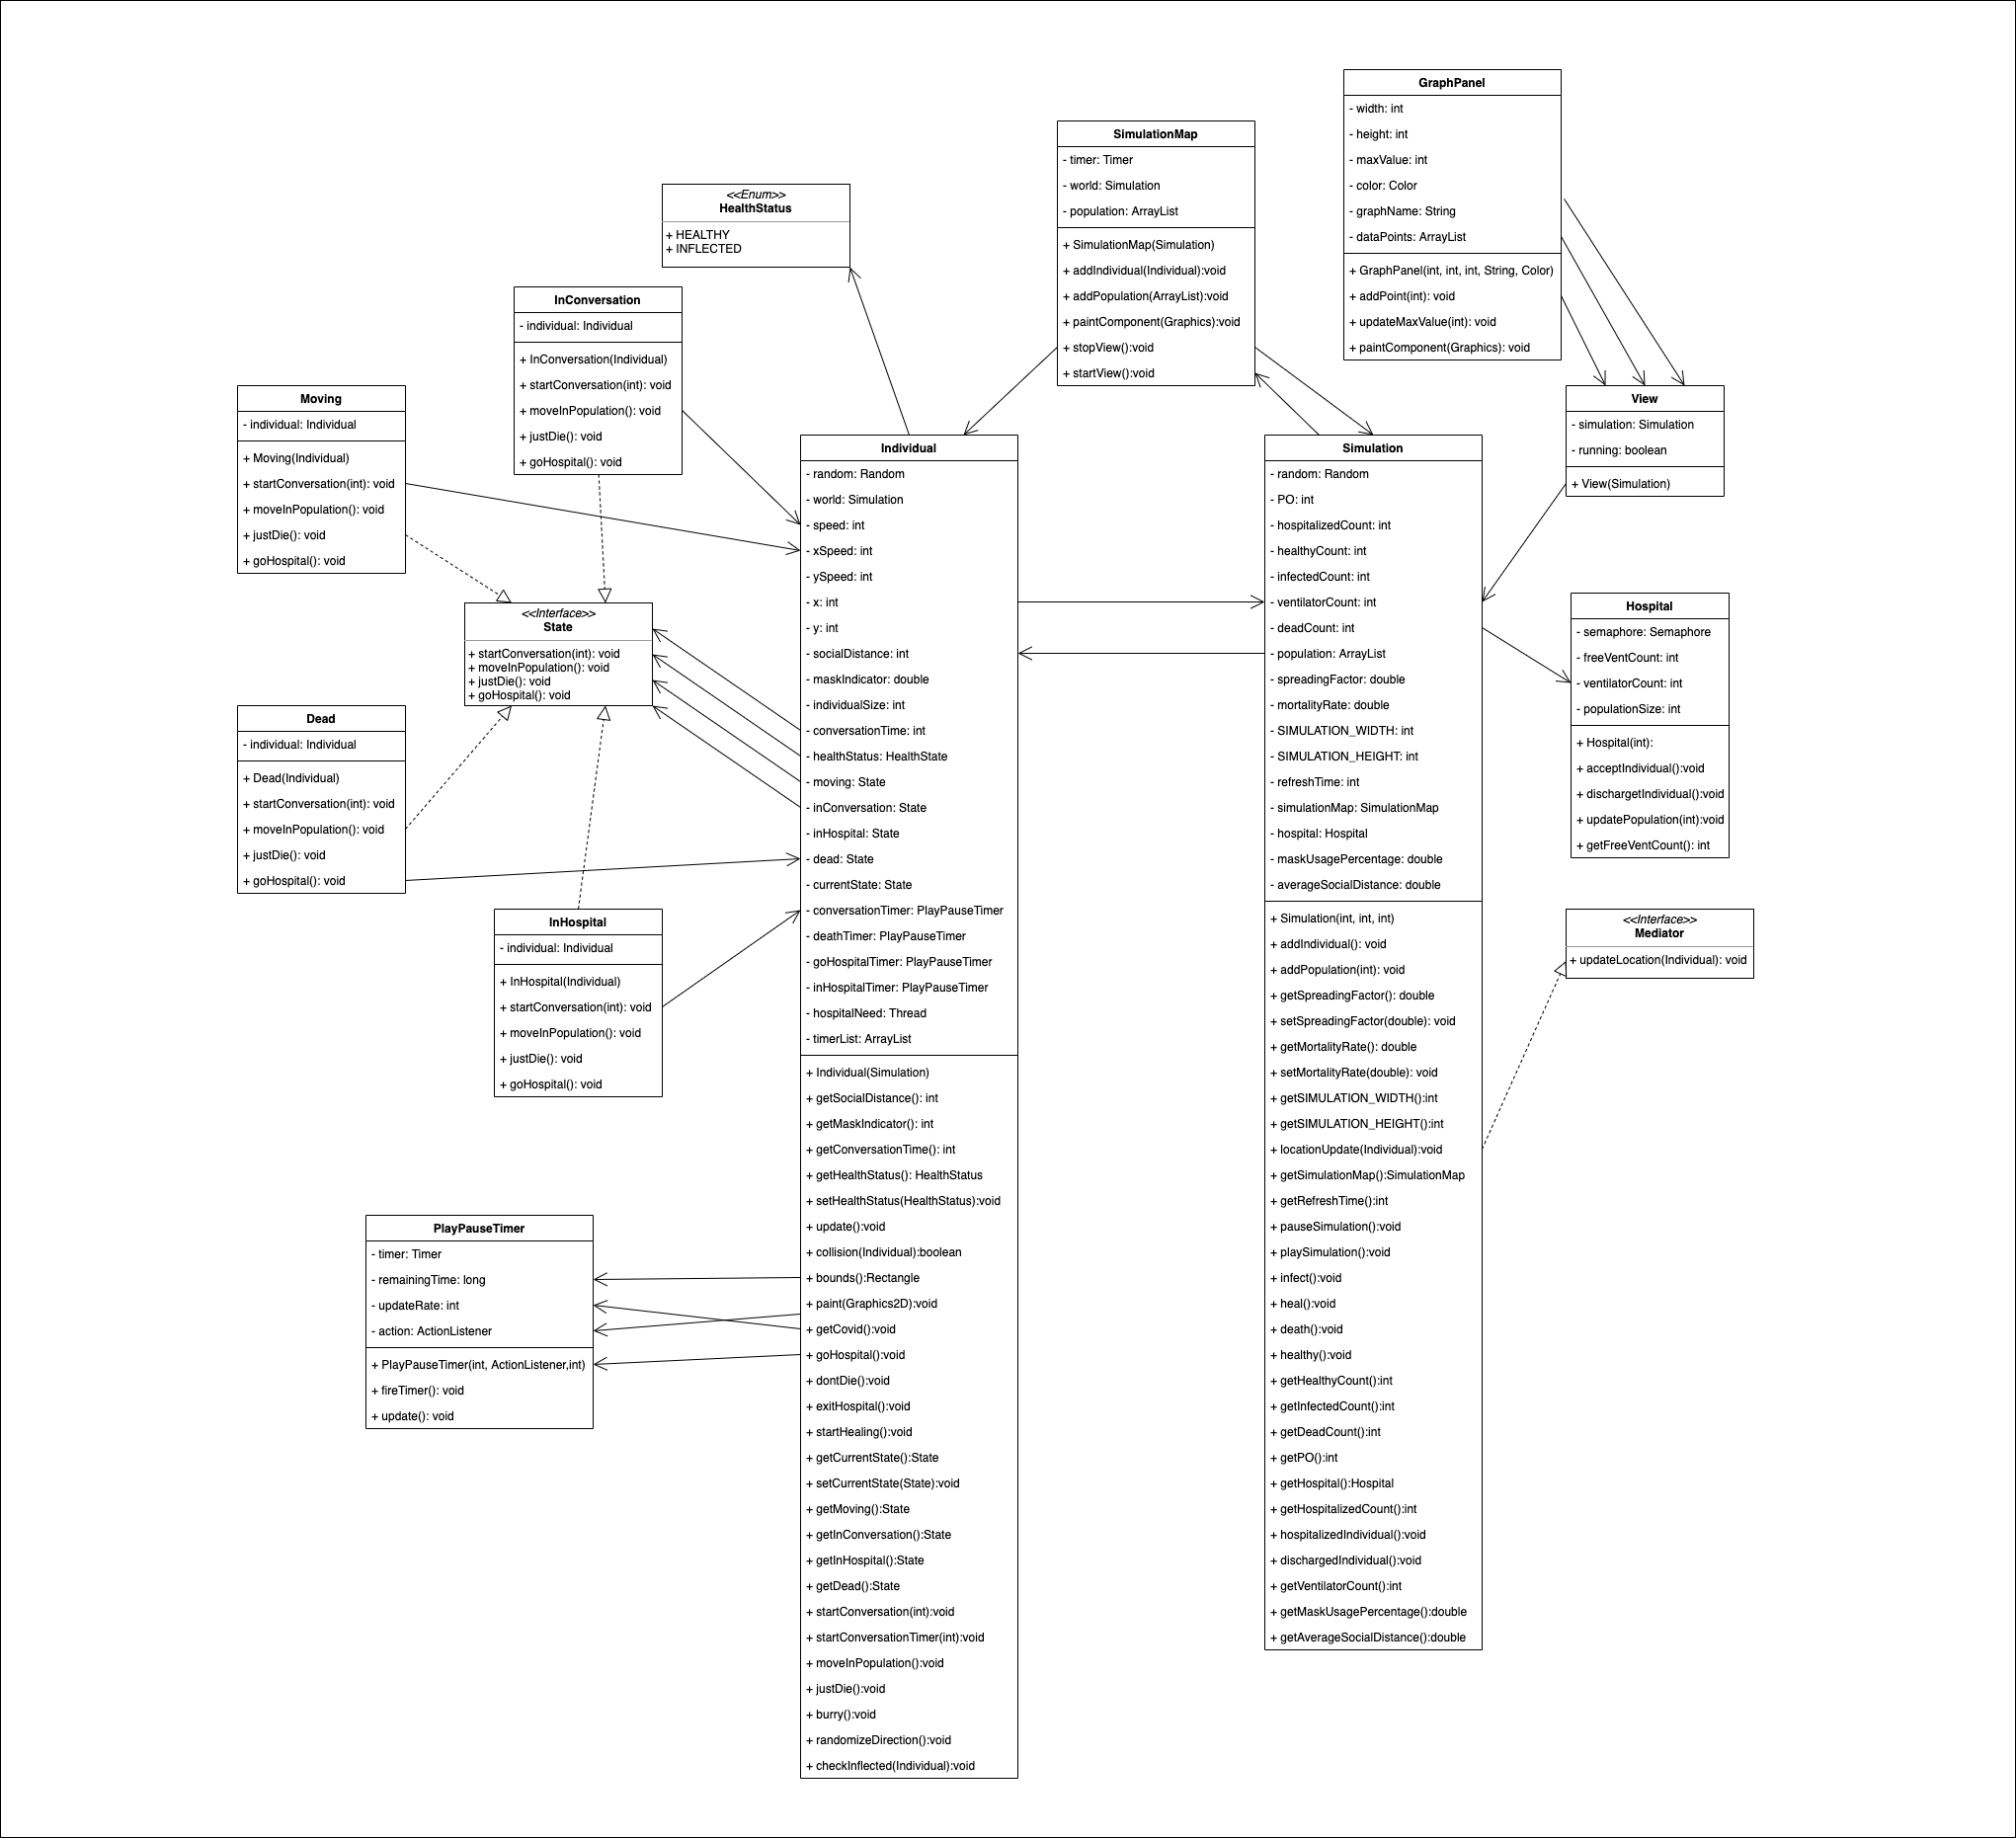 GraphPanel
- width: int
- height: int
- maxValue: int
- color: Color
- graphName: String
- dataPoints: ArrayList
+ GraphPanel(int, int, int, String, Color)
+ addPoint(int): void
+ updateMaxValue(int): void
+ paintComponent(Graphics): void
SimulationMap
- timer: Timer
- world: Simulation
- population: ArrayList
+ SimulationMap(Simulation)
+ addIndividual(Individual):void
+ addPopulation(ArrayList):void
+ paintComponent(Graphics):void
+ stopView():void
+ startView():void
<<Enum>>
HealthStatus
+ HEALTHY
+ INFLECTED
InConversation
- individual: Individual
+ InConversation(Individual)
+ startConversation(int): void
+ moveInPopulation(): void
+ justDie(): void
+ goHospital(): void
Moving
- individual: Individual
+ Moving(Individual)
+ startConversation(int): void
+ moveInPopulation(): void
+ justDie(): void
+ goHospital(): void
View
- simulation: Simulation
- running: boolean
+ View(Simulation)
<<Interface>>
State
+ startConversation(int): void
+ moveInPopulation(): void
+ justDie(): void
+ goHospital(): void
Dead
- individual: Individual
+ Dead(Individual)
+ startConversation(int): void
+ moveInPopulation(): void
+ justDie(): void
+ goHospital(): void
InHospital
- individual: Individual
+ InHospital(Individual)
+ startConversation(int): void
+ moveInPopulation(): void
+ justDie(): void
+ goHospital(): void
PlayPauseTimer
- timer: Timer
- remainingTime: long
- updateRate: int
- action: ActionListener
+ PlayPauseTimer(int, ActionListener,int)
+ fireTimer(): void
+ update(): void
Individual
- random: Random
- world: Simulation
- speed: int
- xSpeed: int
- ySpeed: int
- x: int
- y: int
- socialDistance: int
- maskIndicator: double
- individualSize: int
- conversationTime: int
- healthStatus: HealthState
- moving: State
- inConversation: State
- inHospital: State
- dead: State
- currentState: State
- conversationTimer: PlayPauseTimer
- deathTimer: PlayPauseTimer
- goHospitalTimer: PlayPauseTimer
- inHospitalTimer: PlayPauseTimer
- hospitalNeed: Thread
- timerList: ArrayList
+ Individual(Simulation)
+ getSocialDistance(): int
+ getMaskIndicator(): int
+ getConversationTime(): int
+ getHealthStatus(): HealthStatus
+ setHealthStatus(HealthStatus):void
+ update():void
+ collision(Individual):boolean
+ bounds():Rectangle
+ paint(Graphics2D):void
+ getCovid():void
+ goHospital():void
+ dontDie():void
+ exitHospital():void
+ startHealing():void
+ getCurrentState():State
+ setCurrentState(State):void
+ getMoving():State
+ getInConversation():State
+ getInHospital():State
+ getDead():State
+ startConversation(int):void
+ startConversationTimer(int):void
+ moveInPopulation():void
+ justDie():void
+ burry():void
+ randomizeDirection():void
+ checkInflected(Individual):void
Simulation
- random: Random
- PO: int
- hospitalizedCount: int
- healthyCount: int
- infectedCount: int
- ventilatorCount: int
- deadCount: int
- population: ArrayList
- spreadingFactor: double
- mortalityRate: double
- SIMULATION_WIDTH: int
- SIMULATION_HEIGHT: int
- refreshTime: int
- simulationMap: SimulationMap
- hospital: Hospital
- maskUsagePercentage: double
- averageSocialDistance: double
+ Simulation(int, int, int)
+ addIndividual(): void
+ addPopulation(int): void
+ getSpreadingFactor(): double
+ setSpreadingFactor(double): void
+ getMortalityRate(): double
+ setMortalityRate(double): void
+ getSIMULATION_WIDTH():int
+ getSIMULATION_HEIGHT():int
+ locationUpdate(Individual):void
+ getSimulationMap():SimulationMap
+ getRefreshTime():int
+ pauseSimulation():void
+ playSimulation():void
+ infect():void
+ heal():void
+ death():void
+ healthy():void
+ getHealthyCount():int
+ getInfectedCount():int
+ getDeadCount():int
+ getPO():int
+ getHospital():Hospital
+ getHospitalizedCount():int
+ hospitalizedIndividual():void
+ dischargedIndividual():void
+ getVentilatorCount():int
+ getMaskUsagePercentage():double
+ getAverageSocialDistance():double
Hospital
- semaphore: Semaphore
- freeVentCount: int
- ventilatorCount: int
- populationSize: int
+ Hospital(int):
+ acceptIndividual():void
+ dischargetIndividual():void
+ updatePopulation(int):void
+ getFreeVentCount(): int
<<Interface>>
Mediator
+ updateLocation(Individual): void